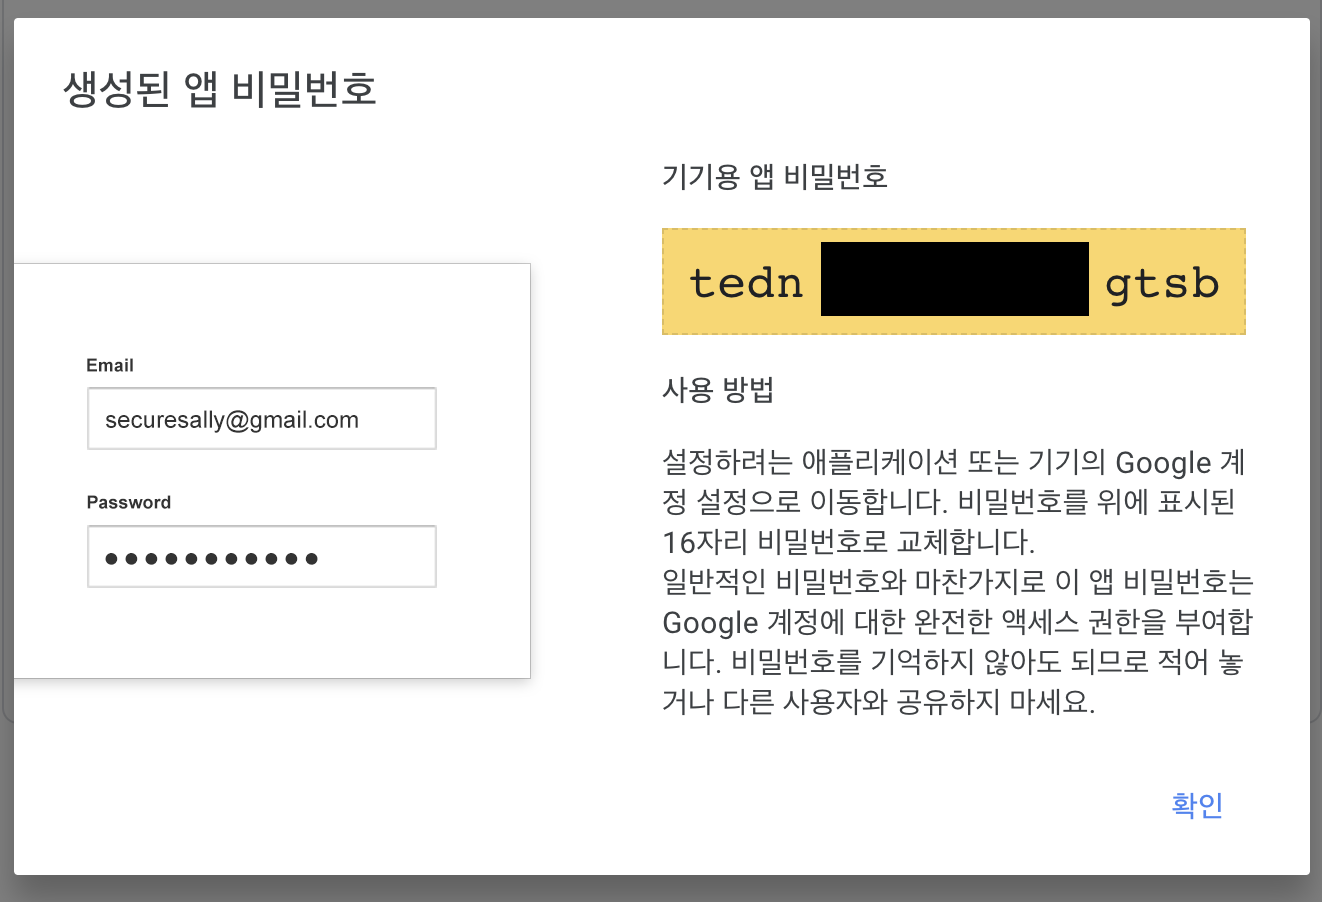 생성된 앱 비밀번호
Email
securesally@gmail.com
Password
기기용 앱 비밀번호
tedn gtsb
사용 방법
설정하려는 애플리케이션 또는 기기의 Google 계
정 설정으로 이동합니다. 비밀번호를 위에 표시된
16자리 비밀번호로 교체합니다.
일반적인 비밀번호와 마찬가지로 이 앱 비밀번호는
Google 계정에 대한 완전한 액세스 권한을 부여합
니다. 비밀번호를 기억하지 않아도 되므로 적어 놓
거나 다른 사용자와 공유하지 마세요.
확인